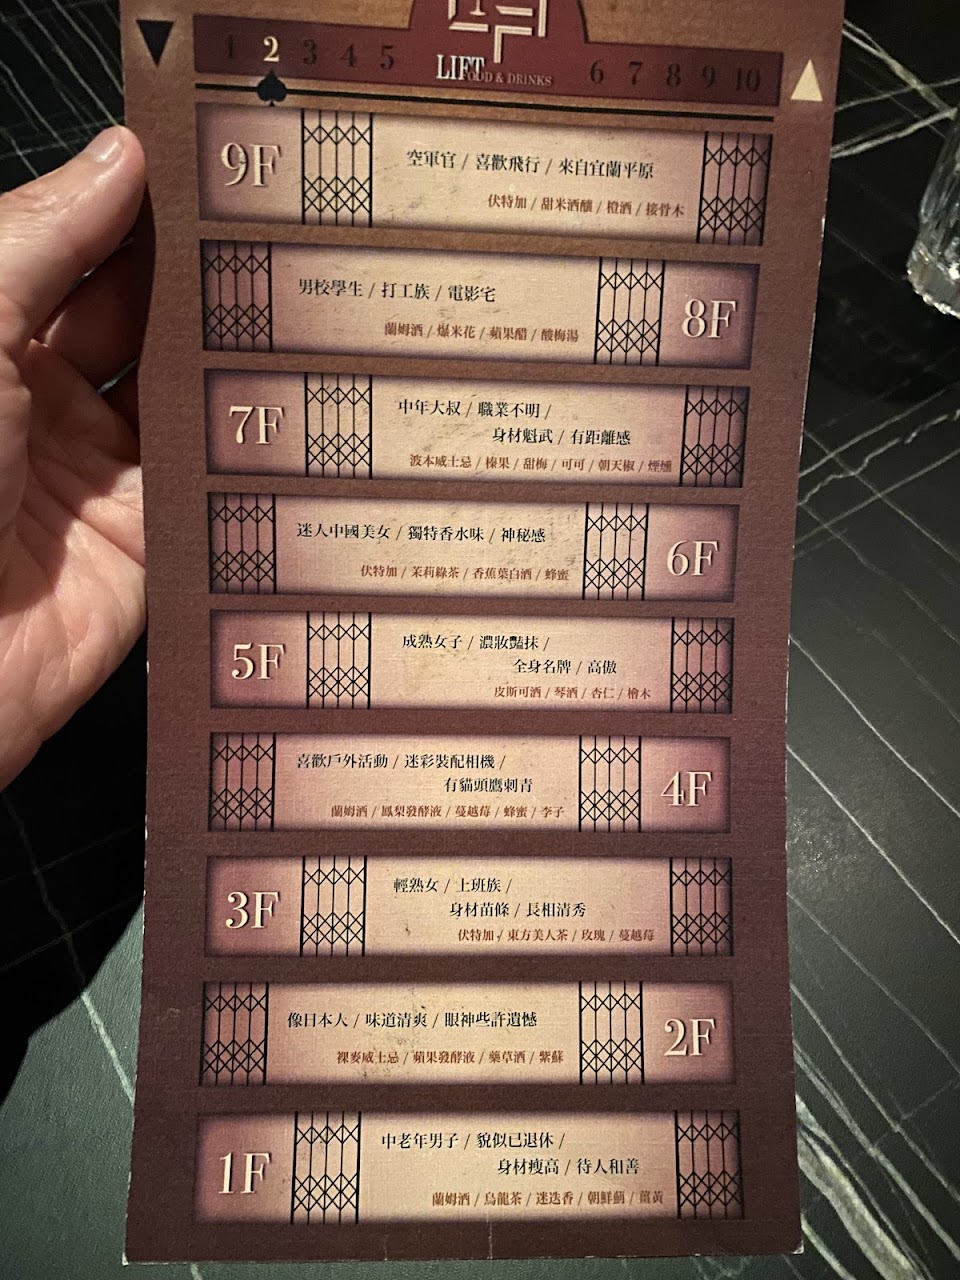 1 2 3 4 5
LIFT
FOOD & DRINKS
6 7 8 9 10
9F
空軍官 / 喜歡飛行 / 來自宜蘭平原
伏特加 / 甜米酒釀 / 橙酒 / 接骨木
8F
男校學生 / 打工族 / 電影宅
蘭姆酒 / 爆米花 / 蘋果醋 / 酸梅湯
7F
中年大叔 / 職業不明 /
身材魁武 / 有距離感
波本威士忌 / 榛果 / 甜梅 / 可可 / 朝天椒 / 煙燻
6F
迷人中國美女 / 獨特香水味 / 神秘感
伏特加 / 茉莉綠茶 / 香蕉葉白酒 / 蜂蜜
5F
成熟女子 / 濃妝豔抹 /
全身名牌 / 高傲
皮斯可酒 / 琴酒 / 杏仁 / 檜木
4F
喜歡戶外活動 / 迷彩裝配相機 /
有貓頭鷹刺青
蘭姆酒 / 鳳梨發酵液 / 蔓越莓 / 蜂蜜 / 李子
3F
輕熟女 / 上班族 /
身材苗條 / 長相清秀
伏特加 / 東方美人茶 / 玫瑰 / 蔓越莓
2F
像日本人 / 味道清爽 / 眼神些許遺憾
裸麥威士忌 / 蘋果發酵液 / 藥草酒 / 紫蘇
1F
中老年男子 / 貌似已退休 /
身材瘦高 / 待人和善
蘭姆酒 / 烏龍茶 / 迷迭香 / 朝鮮薊 / 薑黃